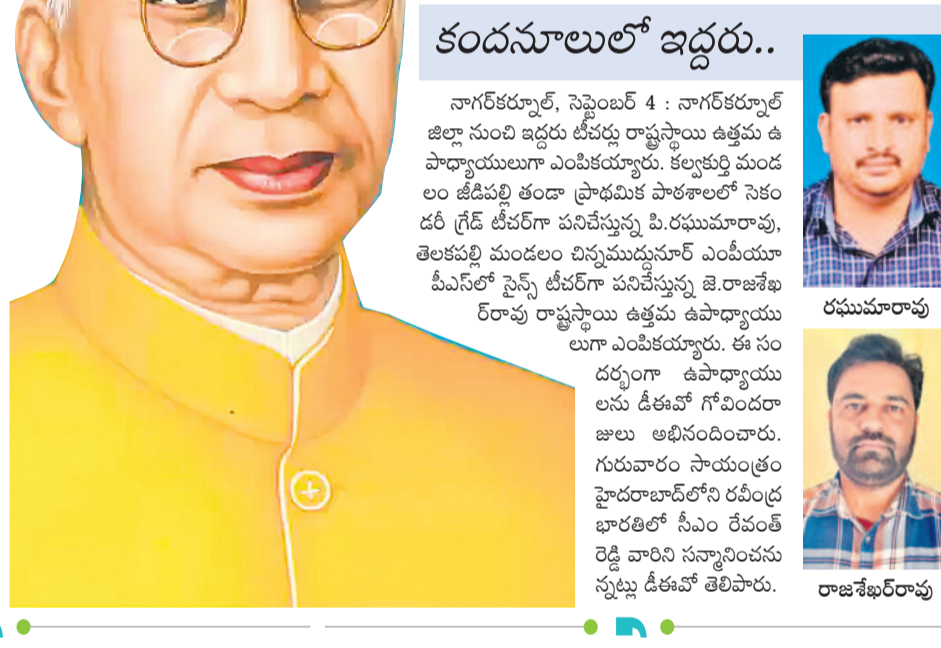 కందనూలులో ఇద్దరు..
నాగర్‌కర్నూల్, సెప్టెంబర్ 4 : నాగర్‌కర్నూల్
జిల్లా నుంచి ఇద్దరు టీచర్లు రాష్ట్రస్థాయి ఉత్తమ ఉ
పాధ్యాయులుగా ఎంపికయ్యారు. కల్వకుర్తి మండ
లం జీడిపల్లి తండా ప్రాథమిక పాఠశాలలో సెకం
డరీ గ్రేడ్ టీచర్‌గా పనిచేస్తున్న పి.రఘుమారావు,
తెలకపల్లి మండలం చిన్నముద్దునూర్ ఎంపీయూ
పీఎస్‌లో సైన్స్ టీచర్‌గా పనిచేస్తున్న జె.రాజశేఖ
ర్‌రావు రాష్ట్రస్థాయి ఉత్తమ ఉపాధ్యాయు
లుగా ఎంపికయ్యారు. ఈ సం
దర్భంగా ఉపాధ్యాయు
లను డీఈవో గోవిందరా
జులు అభినందించారు.
గురువారం సాయంత్రం
హైదరాబాద్‌లోని రవీంద్ర
భారతిలో సీఎం రేవంత్
రెడ్డి వారిని సన్మానించను
న్నట్లు డీఈవో తెలిపారు.
రఘుమారావు
రాజశేఖర్‌రావు